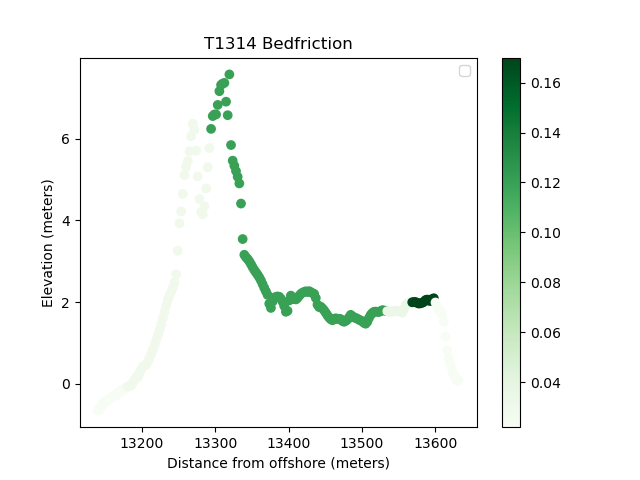 T1314 Bedfriction
Elevation (meters)
6
4
2
0
13200 13300 13400 13500 13600
Distance from offshore (meters)
0.16
0.14
0.12
0.10
0.08
0.06
0.04